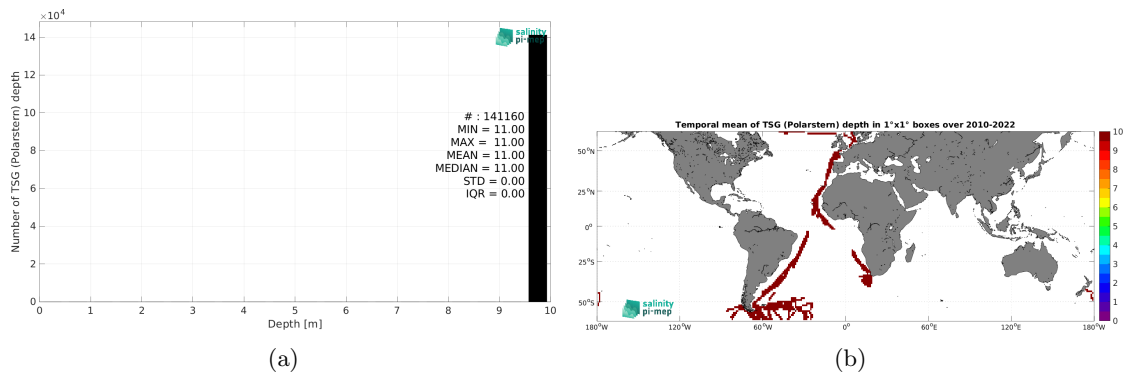 ×10⁴
14
12
10
8
6
4
2
0
Number of TSG (Polarstern) depth
salinity
pi-mep
# : 141160
MIN = 11.00
MAX = 11.00
MEAN = 11.00
MEDIAN = 11.00
STD = 0.00
IQR = 0.00
0 1 2 3 4 5 6 7 8 9 10
Depth [m]
(a)
Temporal mean of TSG (Polarstern) depth in 1°x1° boxes over 2010-2022
50°N
25°N
0°
25°S
50°S
salinity
pi-mep
180°W 120°W 60°W 0° 60°E 120°E 180°W
10
9
8
7
6
5
4
3
2
1
0
(b)